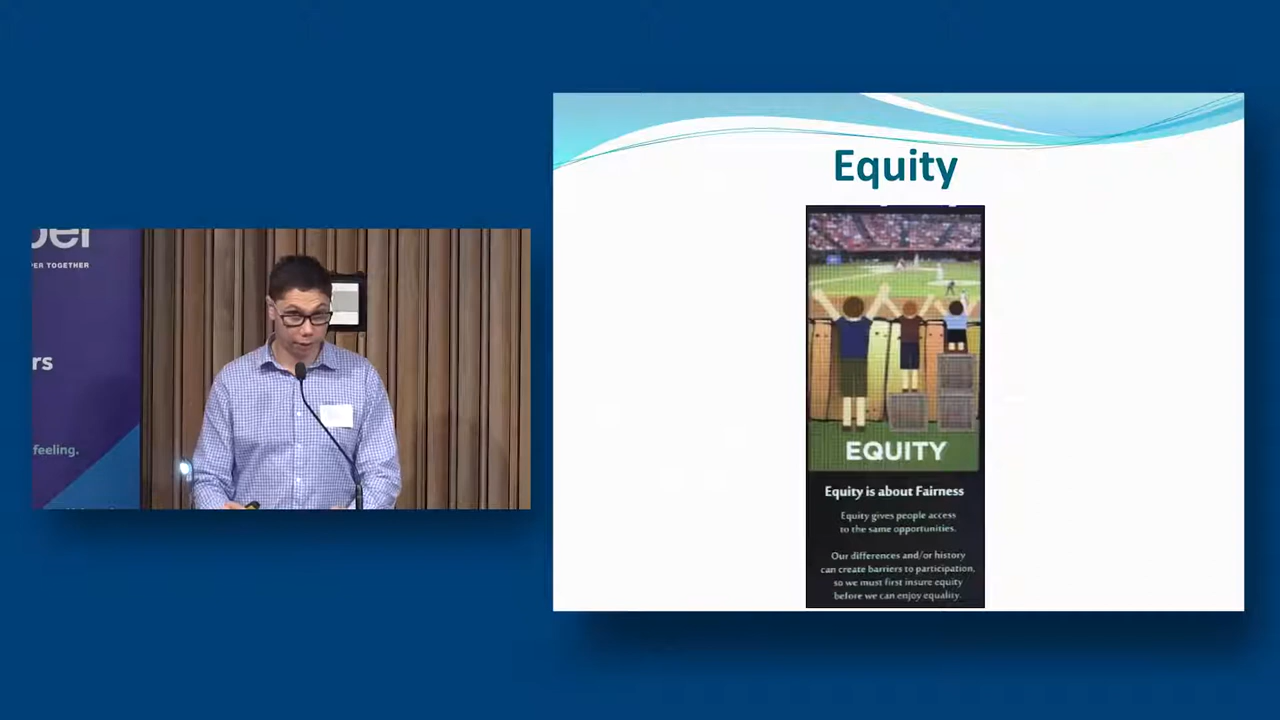 PER TOGETHER
rs
feeling.
Equity
EQUITY
Equity is about Fairness
Equity gives people access
to the same opportunities.
Our differences and/or history
can create barriers to participation,
so we must first insure equity
before we can enjoy equality.